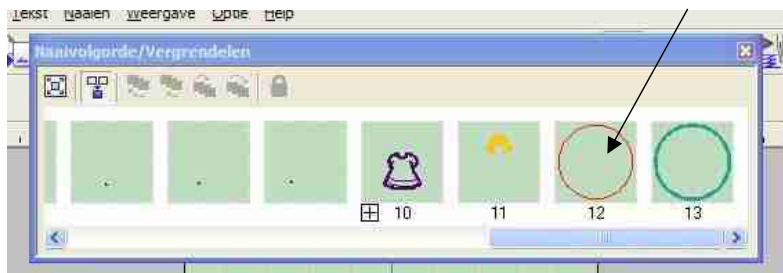 Tekst Naaien Weergave Optie Help
Naaivolgorde/Vergrendelen
10 11 12 13